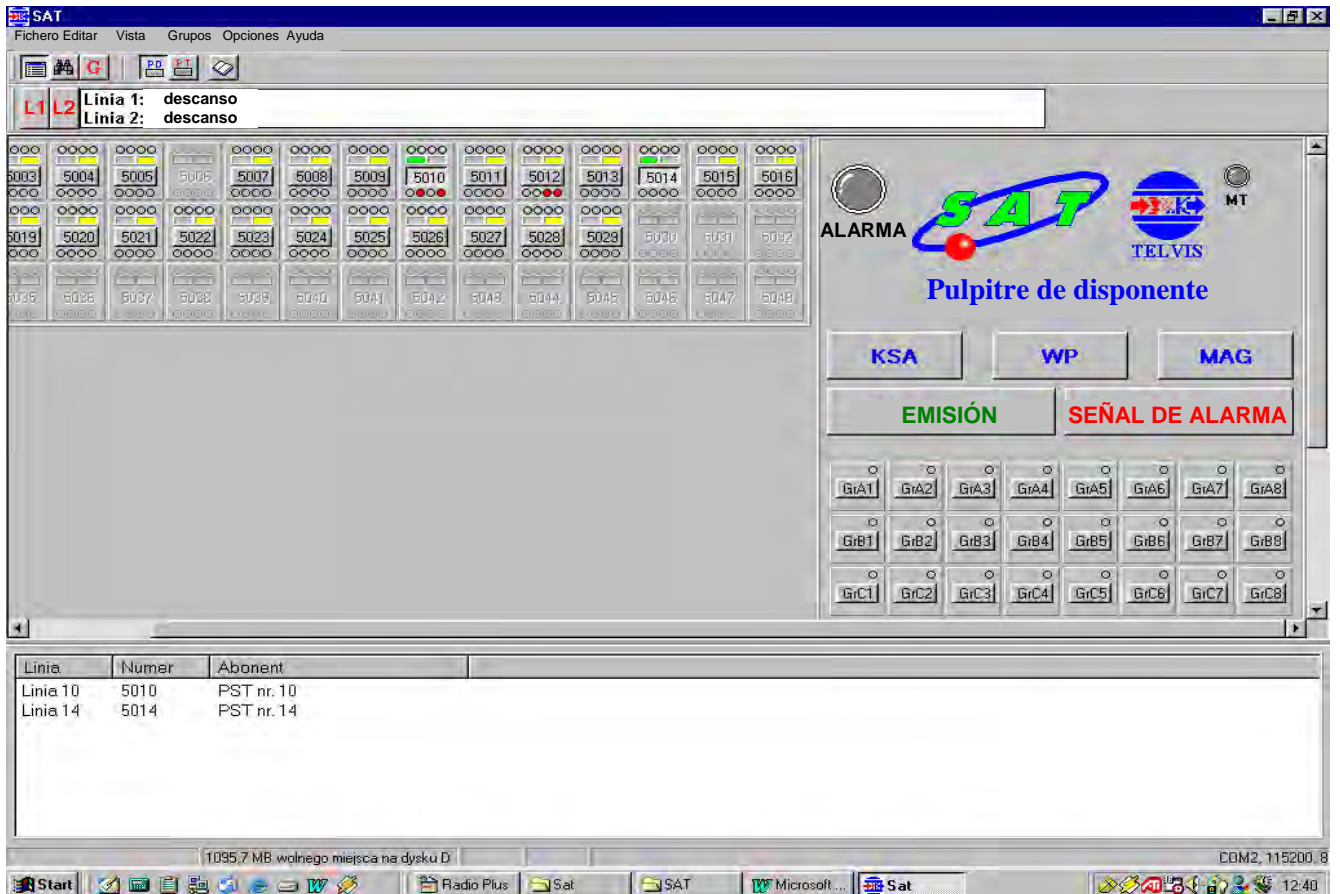 SAT
Fichero Editar Vista Grupos Opciones Ayuda
G PD PT
L1 L2 Linia 1: descanso
Linia 2: descanso
5003 5004 5005 5006 5007 5008 5009 5010 5011 5012 5013 5014 5015 5016
5019 5020 5021 5022 5023 5024 5025 5026 5027 5028 5029 5030 5031 5032
5035 5036 5037 5038 5039 5040 5041 5042 5043 5044 5045 5046 5047 5048
ALARMA
SAT
TELVIS
MT
Pulpitre de disponente
KSA WP MAG
EMISIÓN SEÑAL DE ALARMA
GrA1 GrA2 GrA3 GrA4 GrA5 GrA6 GrA7 GrA8
GrB1 GrB2 GrB3 GrB4 GrB5 GrB6 GrB7 GrB8
GrC1 GrC2 GrC3 GrC4 GrC5 GrC6 GrC7 GrC8
Linia Numer Abonent
Linia 10 5010 PST nr. 10
Linia 14 5014 PST nr. 14
1095,7 MB wolnego miejsca na dysku D COM2, 115200, 8
Start Radio Plus Sat SAT Microsoft ... Sat 12:40